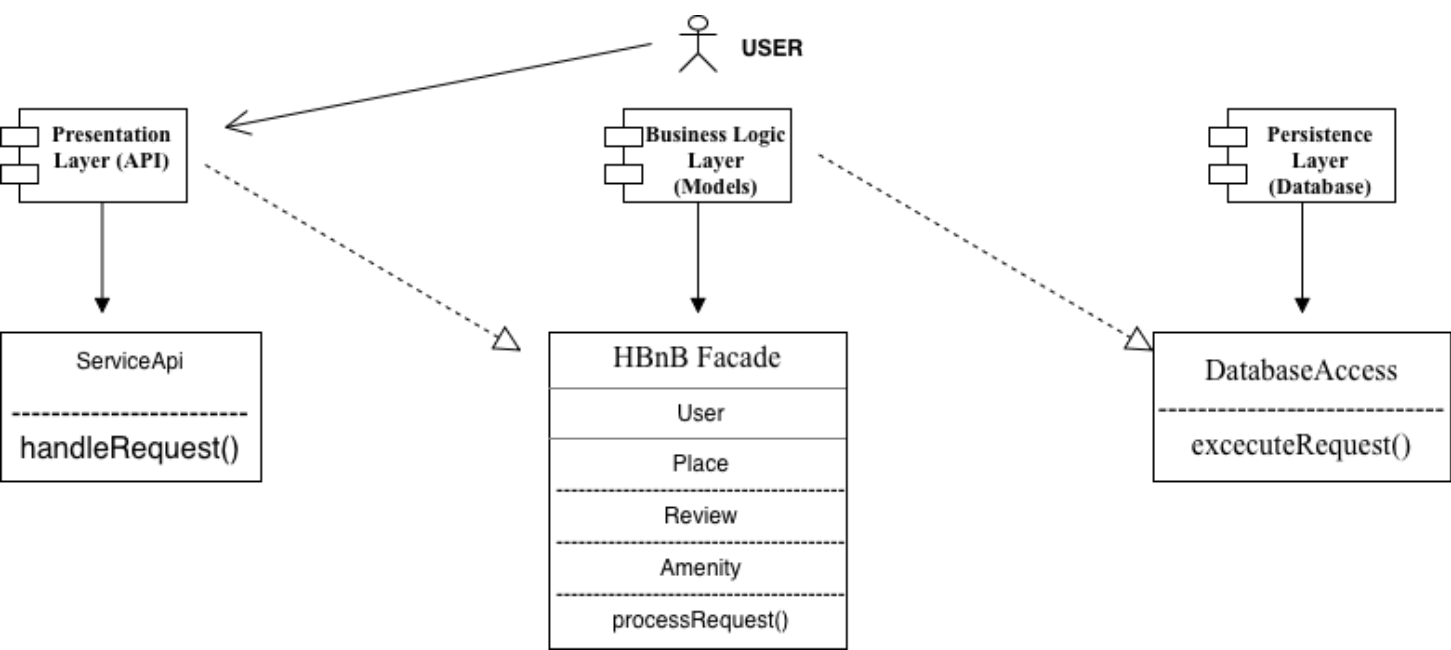 USER
Presentation
Layer (API)
Business Logic
Layer
(Models)
Persistence
Layer
(Database)
ServiceApi
handleRequest()
HBnB Facade
User
Place
Review
Amenity
processRequest()
DatabaseAccess
excecuteRequest()